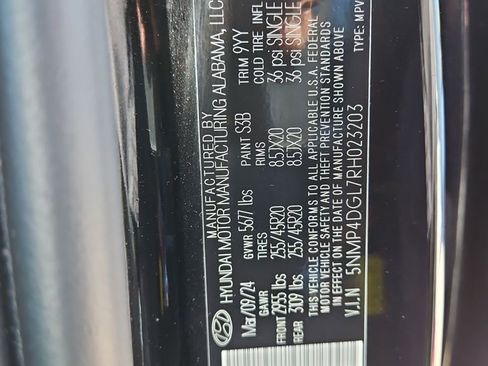 MANUFACTURED BY
HYUNDAI MOTOR MANUFACTURING ALABAMA, LLC
Mar/09/24 GVWR 5677 lbs PAINT S3B TRIM 9YY
GAWR TIRES RIMS COLD TIRE INFL
FRONT 2955 lbs 255/45R20 8.5JX20 36 psi SINGLE
REAR 3109 lbs 255/45R20 8.5JX20 36 psi SINGLE
THIS VEHICLE CONFORMS TO ALL APPLICABLE U.S.A. FEDERAL
MOTOR VEHICLE SAFETY AND THEFT PREVENTION STANDARDS
IN EFFECT ON THE DATE OF MANUFACTURE SHOWN ABOVE
V.I.N 5NMP4DGL7RH023203 TYPE: MPV